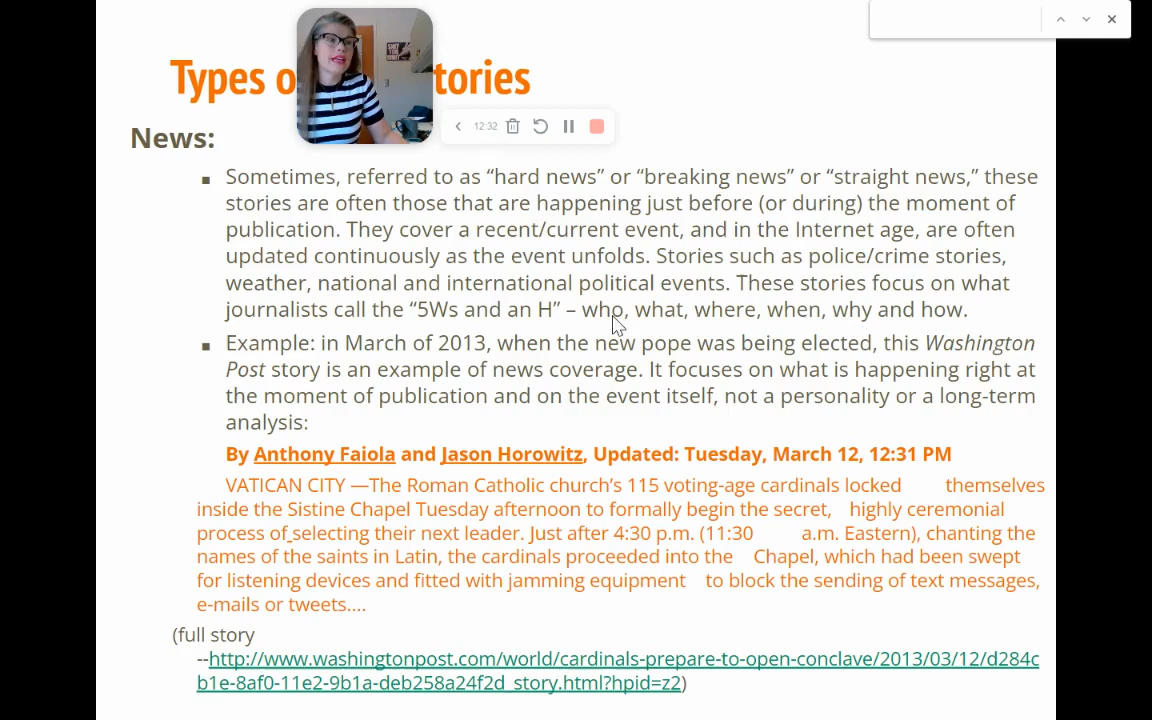 Types o tories
12:32
News:
▪ Sometimes, referred to as “hard news” or “breaking news” or “straight news,” these
stories are often those that are happening just before (or during) the moment of
publication. They cover a recent/current event, and in the Internet age, are often
updated continuously as the event unfolds. Stories such as police/crime stories,
weather, national and international political events. These stories focus on what
journalists call the “5Ws and an H” – who, what, where, when, why and how.
▪ Example: in March of 2013, when the new pope was being elected, this Washington
Post story is an example of news coverage. It focuses on what is happening right at
the moment of publication and on the event itself, not a personality or a long-term
analysis:
By Anthony Faiola and Jason Horowitz, Updated: Tuesday, March 12, 12:31 PM
VATICAN CITY —The Roman Catholic church’s 115 voting-age cardinals locked themselves
inside the Sistine Chapel Tuesday afternoon to formally begin the secret, highly ceremonial
process of selecting their next leader. Just after 4:30 p.m. (11:30 a.m. Eastern), chanting the
names of the saints in Latin, the cardinals proceeded into the Chapel, which had been swept
for listening devices and fitted with jamming equipment to block the sending of text messages,
e-mails or tweets....
(full story
--http://www.washingtonpost.com/world/cardinals-prepare-to-open-conclave/2013/03/12/d284c
b1e-8af0-11e2-9b1a-deb258a24f2d_story.html?hpid=z2)